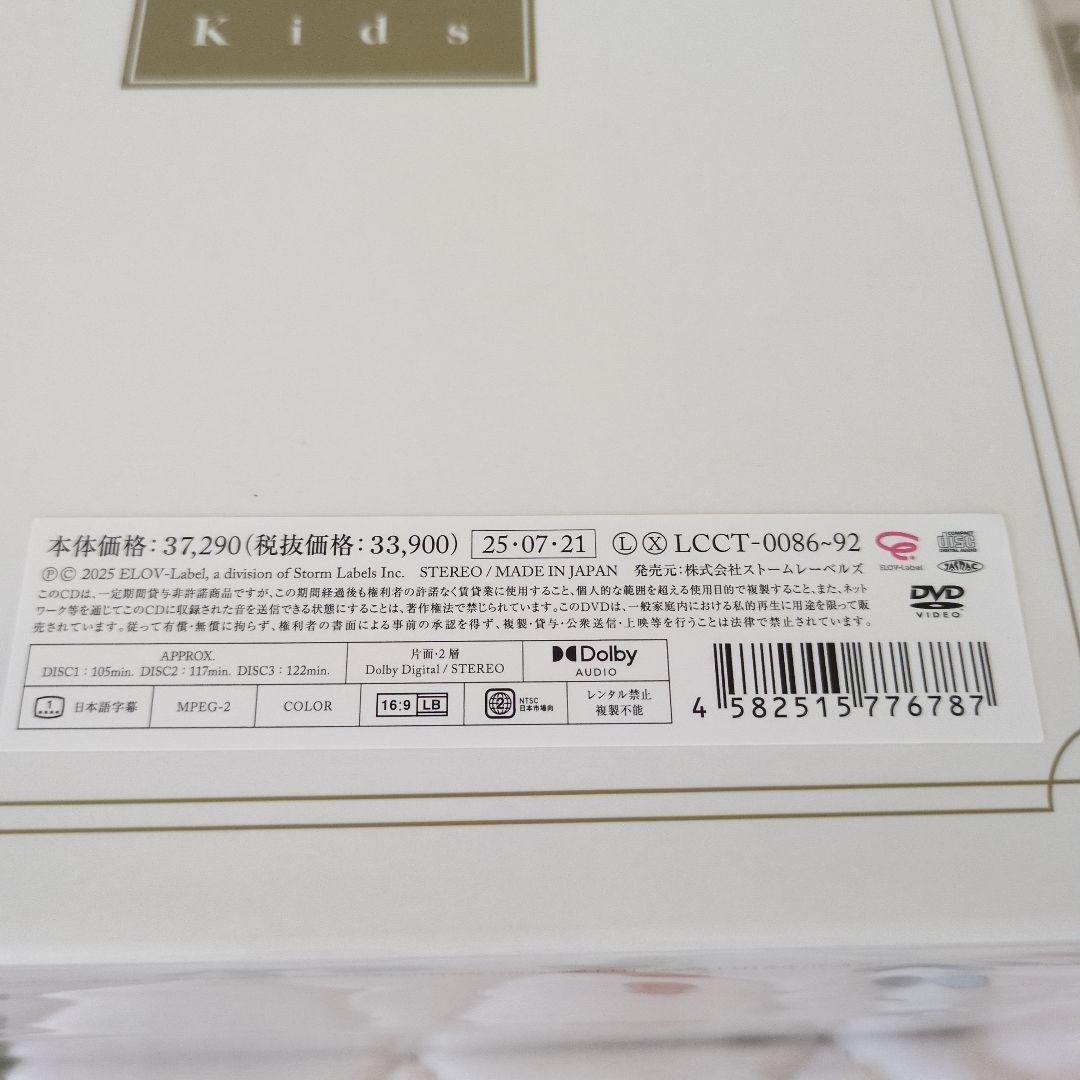 Kids
本体価格：37,290（税抜価格：33,900） 25・07・21 Ⓛ Ⓧ LCCT-0086~92
ELOV-Label
COMPACT disc DIGITAL AUDIO
JASRAC
Ⓟ© 2025 ELOV-Label, a division of Storm Labels Inc. STEREO / MADE IN JAPAN 発売元：株式会社ストームレーベルズ
このCDは、一定期間貸与非許諾商品ですが、この期間経過後も権利者の許諾なく賃貸業に使用すること、個人的な範囲を超える使用目的で複製すること、また、ネット
ワーク等を通じてこのCDに収録された音を送信できる状態にすることは、著作権法で禁じられています。このDVDは、一般家庭内における私的再生に用途を限って販
売されています。従って有償・無償に拘らず、権利者の書面による事前の承認を得ず、複製・貸与・公衆送信・上映等を行うことは法律で禁止されています。
DVD
VIDEO
APPROX.
DISC1：105min. DISC2：117min. DISC3：122min.
片面・2層
Dolby Digital / STEREO
Dolby
AUDIO
1 日本語字幕
MPEG-2
COLOR
16:9 LB
2 NTSC
日本市場向
レンタル禁止
複製不能
4 582515 776787